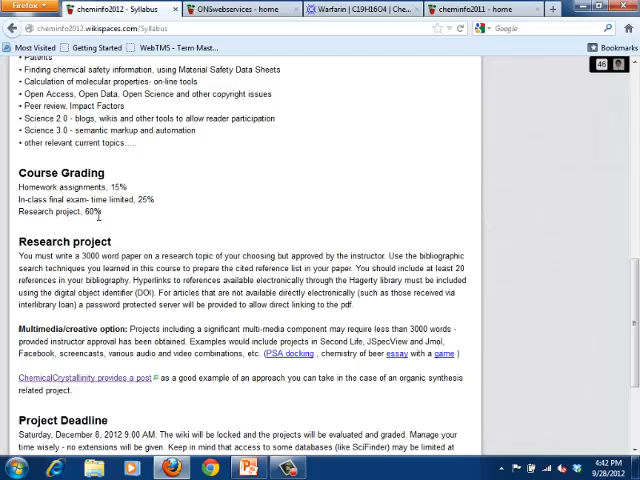 Firefox
cheminfo2012 - Syllabus
ONSwebservices - home
Warfarin | C19H16O4 | Che...
cheminfo2011 - home
cheminfo2012.wikispaces.com/Syllabus
Google
Most Visited
Getting Started
WebTMS - Term Mast...
Bookmarks
46
• Patents
• Finding chemical safety information, using Material Safety Data Sheets
• Calculation of molecular properties- on-line tools
• Open Access, Open Data, Open Science and other copyright issues
• Peer review, Impact Factors
• Science 2.0 - blogs, wikis and other tools to allow reader participation
• Science 3.0 - semantic markup and automation
• other relevant current topics.....
Course Grading
Homework assignments, 15%
In-class final exam- time limited, 25%
Research project, 60%
Research project
You must write a 3000 word paper on a research topic of your choosing but approved by the instructor. Use the bibliographic
search techniques you learned in this course to prepare the cited reference list in your paper. You should include at least 20
references in your bibliography. Hyperlinks to references available electronically through the Hagerty library must be included
using the digital object identifier (DOI). For articles that are not available directly electronically (such as those received via
interlibrary loan) a password protected server will be provided to allow direct linking to the pdf.
Multimedia/creative option: Projects including a significant multi-media component may require less than 3000 words -
provided instructor approval has been obtained. Examples would include projects in Second Life, JSpecView and Jmol,
Facebook, screencasts, various audio and video combinations, etc. (PSA docking , chemistry of beer essay with a game )
ChemicalCrystallinity provides a post as a good example of an approach you can take in the case of an organic synthesis
related project.
Project Deadline
Saturday, December 8, 2012 9:00 AM: The wiki will be locked and the projects will be evaluated and graded. Manage your
time wisely - no extensions will be given. Keep in mind that access to some databases (like SciFinder) may be limited at
4:42 PM
9/28/2012